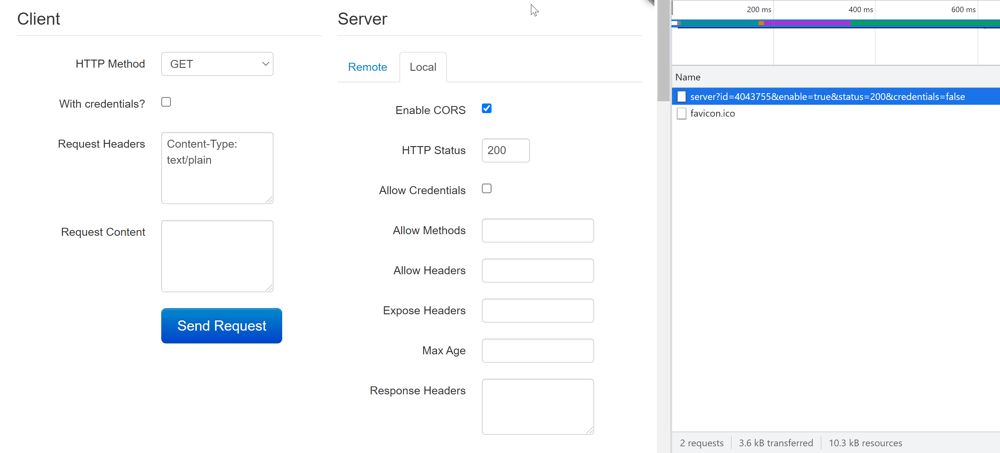 Client
HTTP Method
GET
With credentials?
Request Headers
Content-Type:
text/plain
Request Content
Send Request
Server
Remote
Local
Enable CORS
HTTP Status
200
Allow Credentials
Allow Methods
Allow Headers
Expose Headers
Max Age
Response Headers
200 ms
400 ms
600 ms
Name
server?id=4043755&enable=true&status=200&credentials=false
favicon.ico
2 requests
3.6 kB transferred
10.3 kB resources